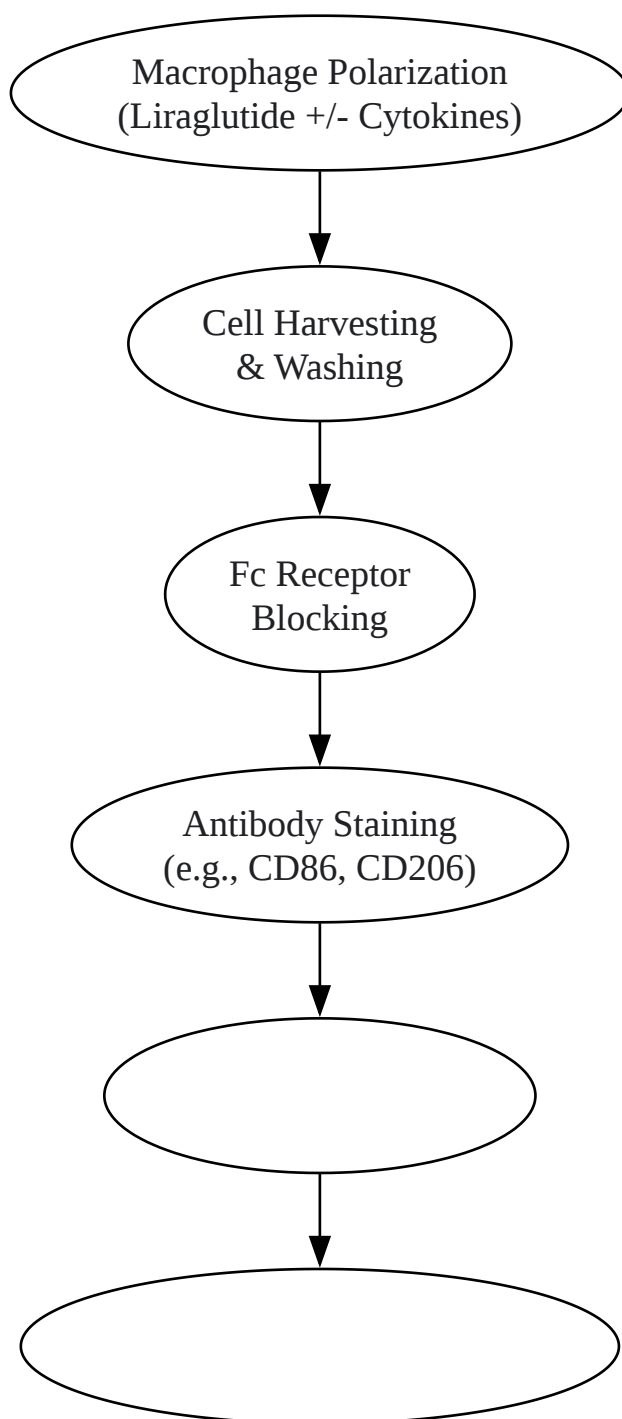 Macrophage Polarization
(Liraglutide +/- Cytokines)
Cell Harvesting
& Washing
Fc Receptor
Blocking
Antibody Staining
(e.g., CD86, CD206)